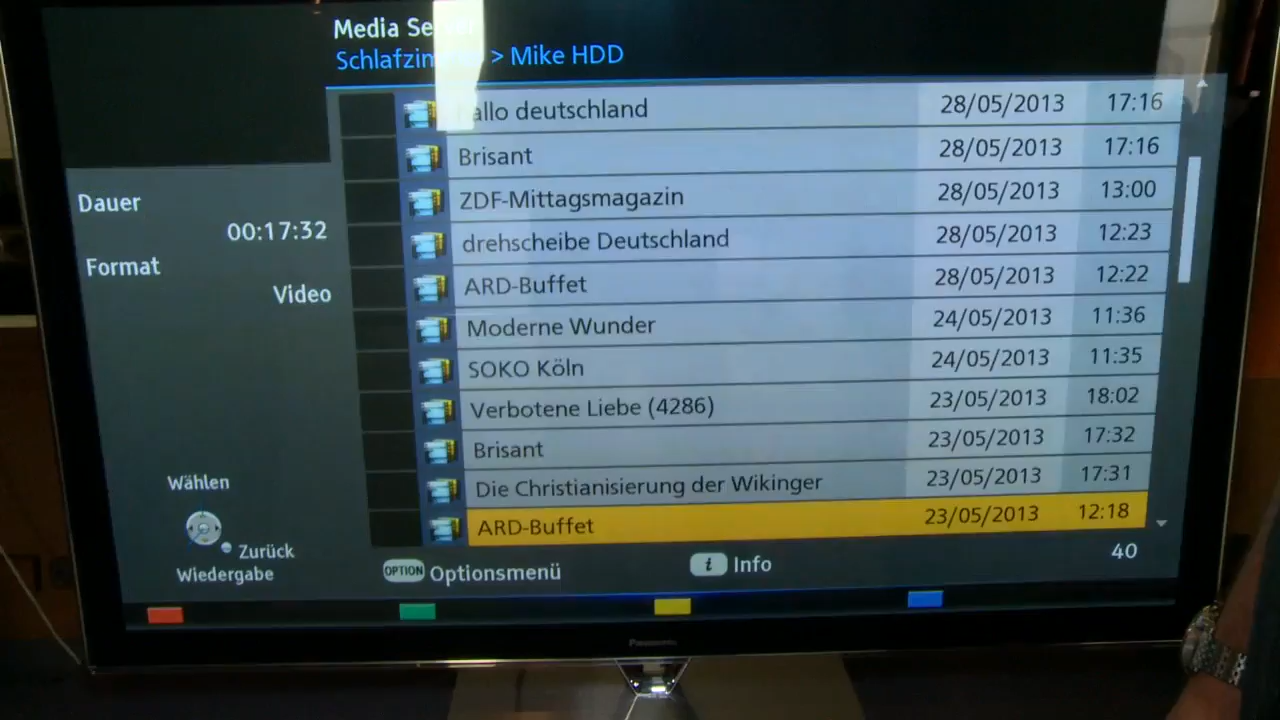 Media Se
Schlafzim > Mike HDD
allo deutschland 28/05/2013 17:16
Brisant 28/05/2013 17:16
ZDF-Mittagsmagazin 28/05/2013 13:00
drehscheibe Deutschland 28/05/2013 12:23
ARD-Buffet 28/05/2013 12:22
Moderne Wunder 24/05/2013 11:36
SOKO Köln 24/05/2013 11:35
Verbotene Liebe (4286) 23/05/2013 18:02
Brisant 23/05/2013 17:32
Die Christianisierung der Wikinger 23/05/2013 17:31
ARD-Buffet 23/05/2013 12:18
Dauer
00:17:32
Format
Video
Wählen
Zurück
Wiedergabe
OPTION Optionsmenü
i Info
40
Panasonic